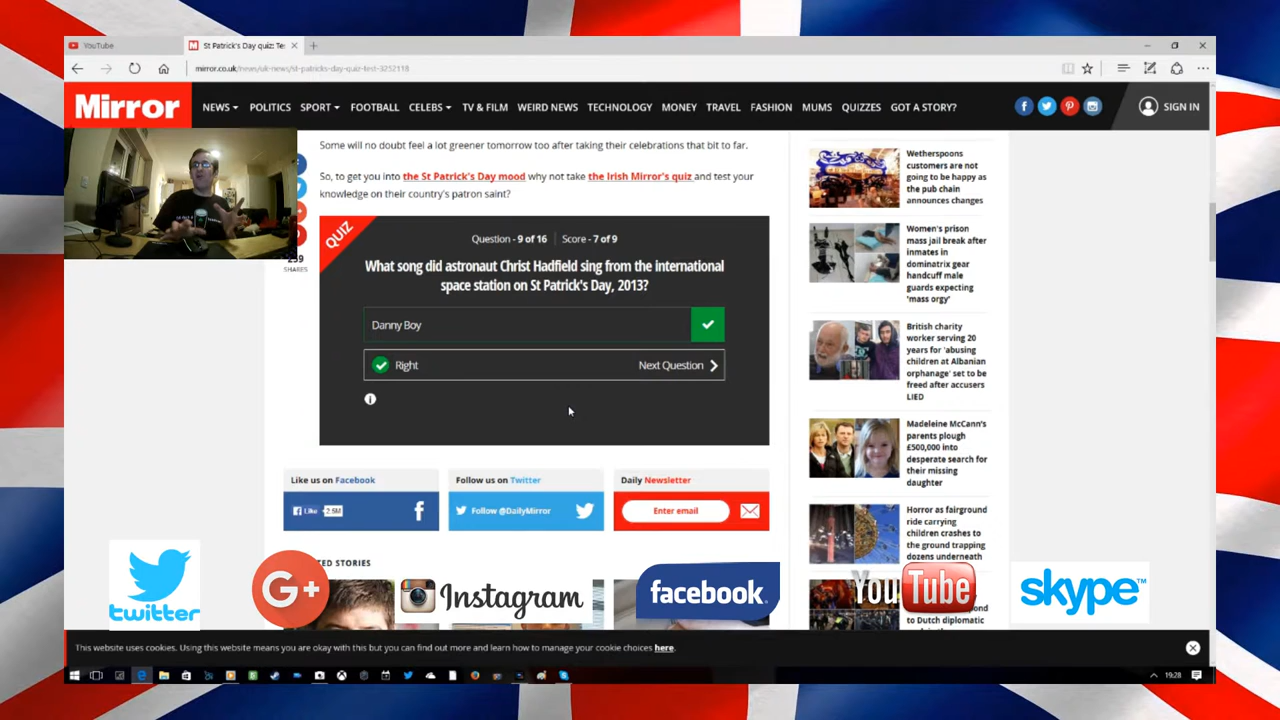 YouTube
St Patrick's Day quiz: Te:
mirror.co.uk/news/uk-news/st-patricks-day-quiz-test-3252118
Mirror
NEWS POLITICS SPORT FOOTBALL CELEBS TV & FILM WEIRD NEWS TECHNOLOGY MONEY TRAVEL FASHION MUMS QUIZZES GOT A STORY?
SIGN IN
Some will no doubt feel a lot greener tomorrow too after taking their celebrations that bit to far.
So, to get you into the St Patrick's Day mood why not take the Irish Mirror's quiz and test your
knowledge on their country's patron saint?
SHARES
QUIZ
Question - 9 of 16 Score - 7 of 9
What song did astronaut Christ Hadfield sing from the international
space station on St Patrick's Day, 2013?
Danny Boy
Right
Next Question
Like us on Facebook
Like 2.5M
Follow us on Twitter
Follow @DailyMirror
Daily Newsletter
Enter email
Wetherspoons
customers are not
going to be happy as
the pub chain
announces changes
Women's prison
mass jail break after
inmates in
dominatrix gear
handcuff male
guards expecting
'mass orgy'
British charity
worker serving 20
years for 'abusing
children at Albanian
orphanage' set to be
freed after accusers
LIED
Madeleine McCann's
parents plough
£500,000 into
desperate search for
their missing
daughter
Horror as fairground
ride carrying
children crashes to
the ground trapping
dozens underneath
to Dutch diplomatic
STORIES
twitter
G+
Instagram
facebook
YouTube
skype™
This website uses cookies. Using this website means you are okay with this but you can find out more and learn how to manage your cookie choices here.
19:28